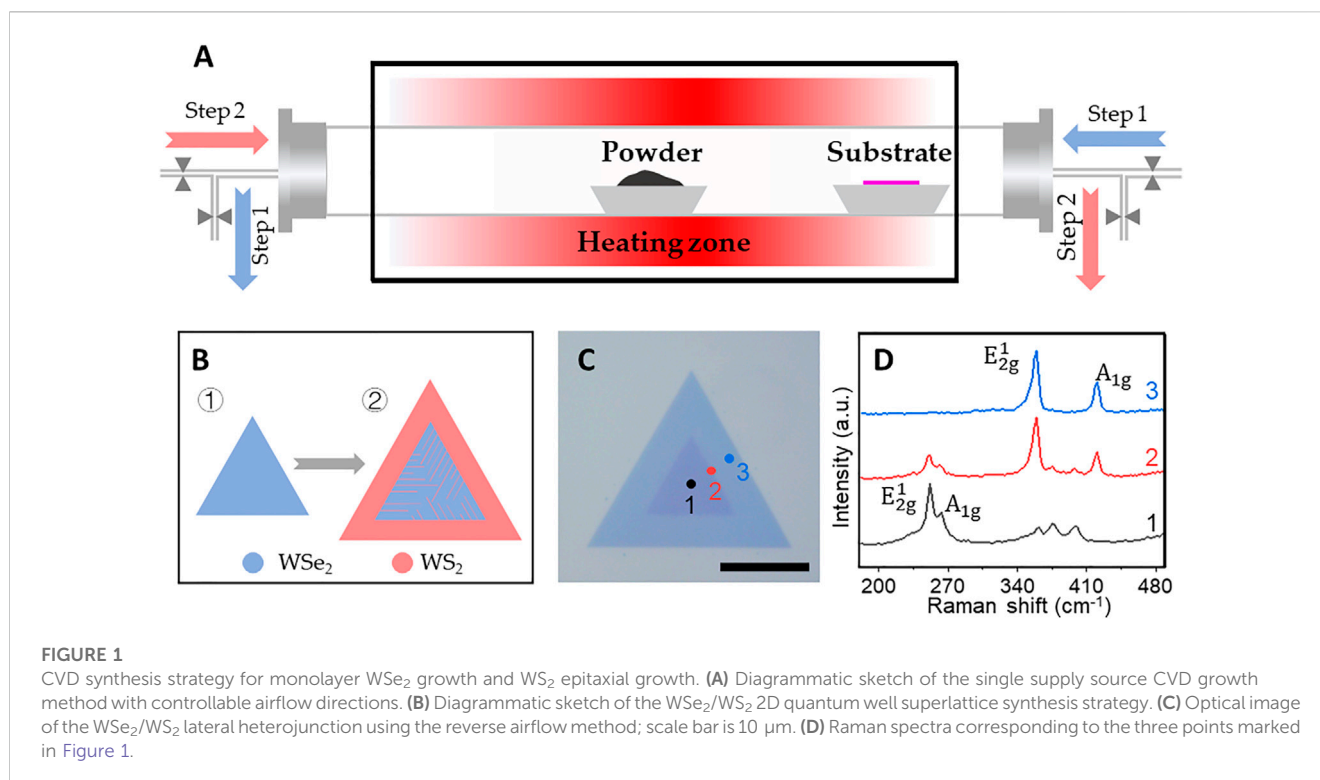 A
Step 2
Step 1
Powder
Substrate
Step 1
Step 2
Heating zone
B
①
②
WSe₂
WS₂
C
1
2
3
D
E¹₂g
A₁g
3
2
E¹₂g
A₁g
1
Intensity (a.u.)
200 270 340 410 480
Raman shift (cm⁻¹)
FIGURE 1
CVD synthesis strategy for monolayer WSe₂ growth and WS₂ epitaxial growth. (A) Diagrammatic sketch of the single supply source CVD growth
method with controllable airflow directions. (B) Diagrammatic sketch of the WSe₂/WS₂ 2D quantum well superlattice synthesis strategy. (C) Optical image
of the WSe₂/WS₂ lateral heterojunction using the reverse airflow method; scale bar is 10 μm. (D) Raman spectra corresponding to the three points marked
in Figure 1.